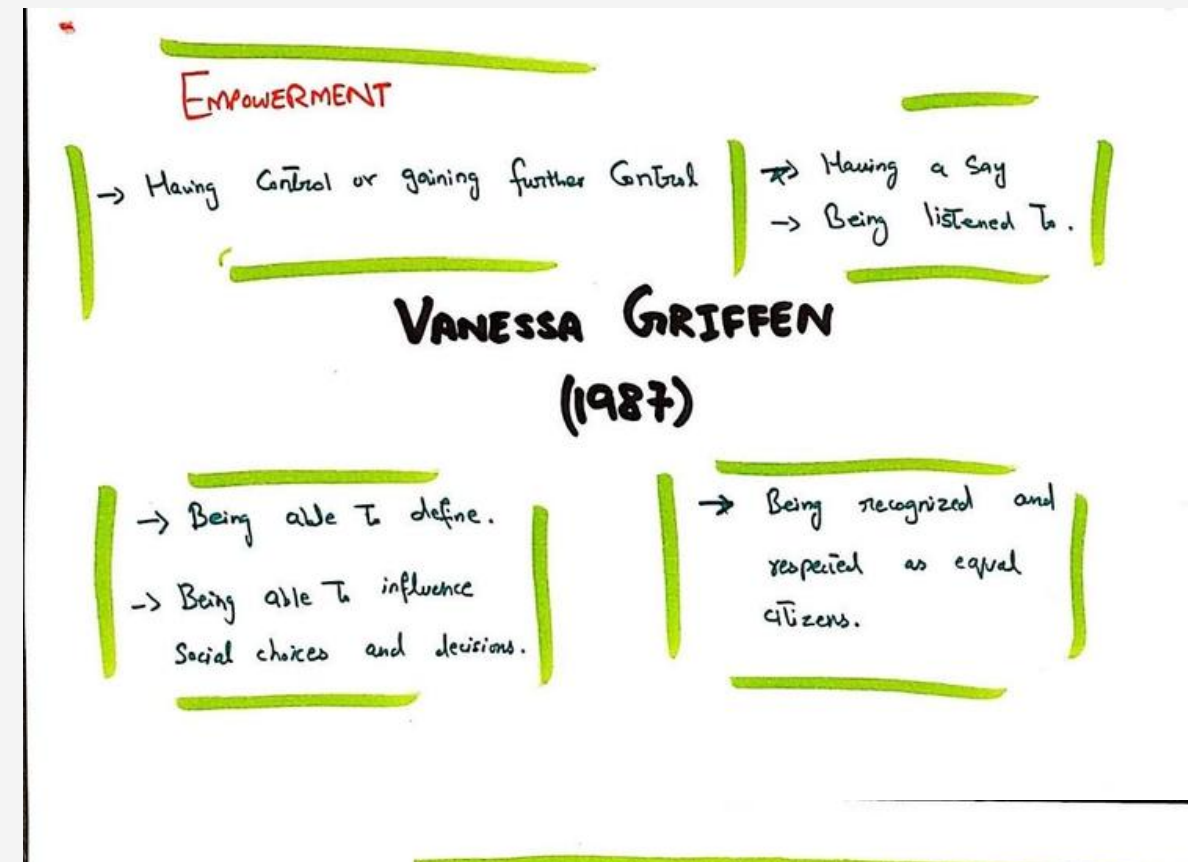 EMPOWERMENT
→ Having Control or gaining further Control
→ Having a Say
→ Being listened To.
VANESSA GRIFFEN
(1987)
→ Being able To define.
→ Being able To influence
Social choices and decisions.
→ Being recognized and
respected as equal
citizens.